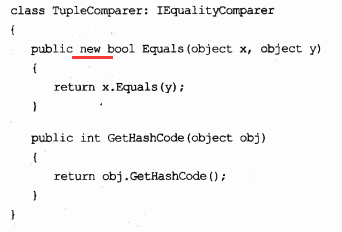 class TupleComparer: IEqualityComparer
{
public new bool Equals(object x, object y)
{
return x.Equals(y);
}
public int GetHashCode(object obj)
{
return obj.GetHashCode();
}
}